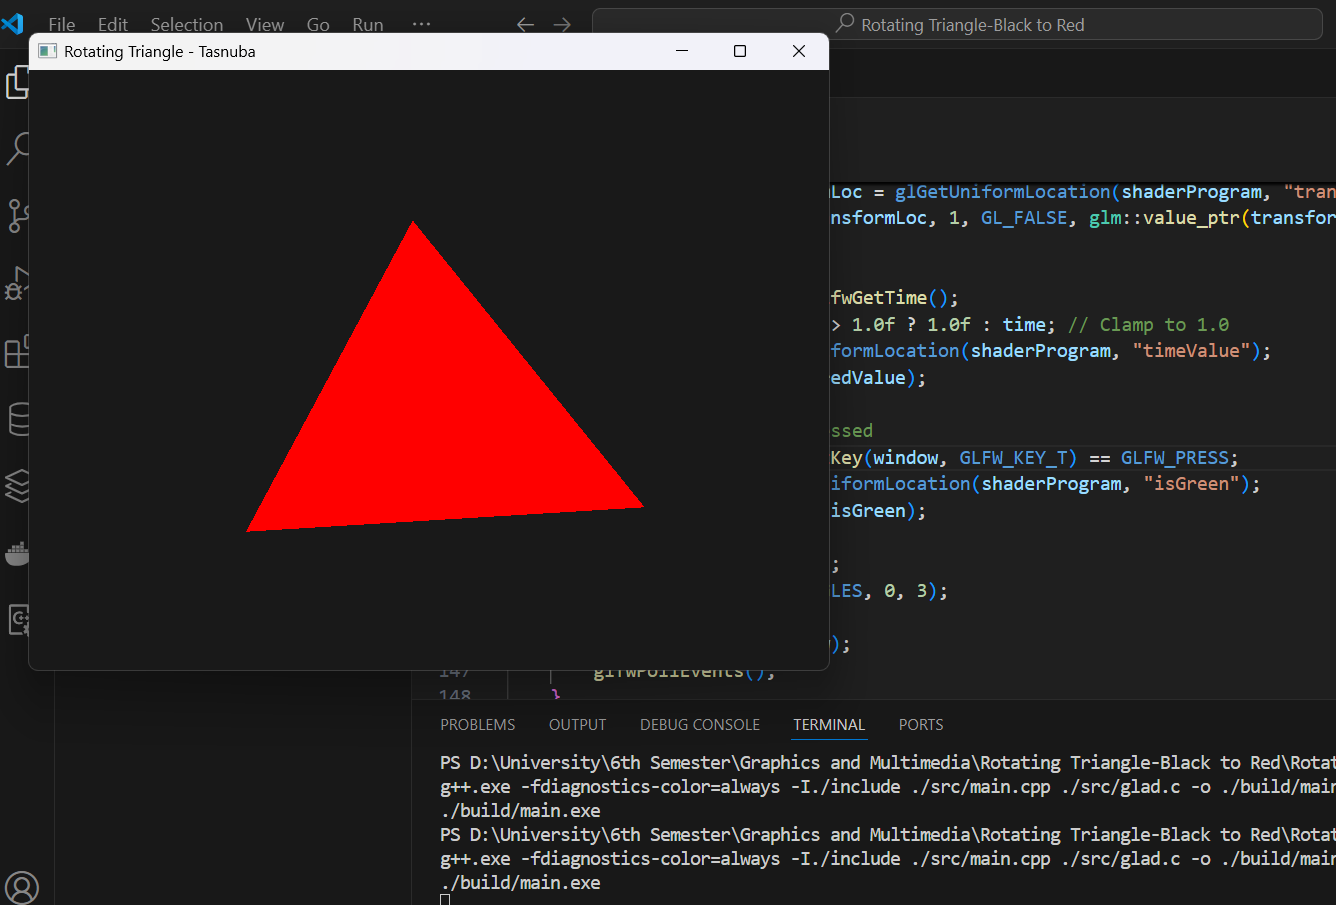 File Edit Selection View Go Run ··· Rotating Triangle-Black to Red
Rotating Triangle - Tasnuba
Loc = glGetUniformLocation(shaderProgram, "tran
nsformLoc, 1, GL_FALSE, glm::value_ptr(transfor
fwGetTime();
> 1.0f ? 1.0f : time; // Clamp to 1.0
formLocation(shaderProgram, "timeValue");
edValue);
ssed
Key(window, GLFW_KEY_T) == GLFW_PRESS;
iformLocation(shaderProgram, "isGreen");
isGreen);
;
LES, 0, 3);
);
147 glfwPollEvents();
148 }
PROBLEMS OUTPUT DEBUG CONSOLE TERMINAL PORTS
PS D:\University\6th Semester\Graphics and Multimedia\Rotating Triangle-Black to Red\Rotat
g++.exe -fdiagnostics-color=always -I./include ./src/main.cpp ./src/glad.c -o ./build/main
./build/main.exe
PS D:\University\6th Semester\Graphics and Multimedia\Rotating Triangle-Black to Red\Rotat
g++.exe -fdiagnostics-color=always -I./include ./src/main.cpp ./src/glad.c -o ./build/main
./build/main.exe